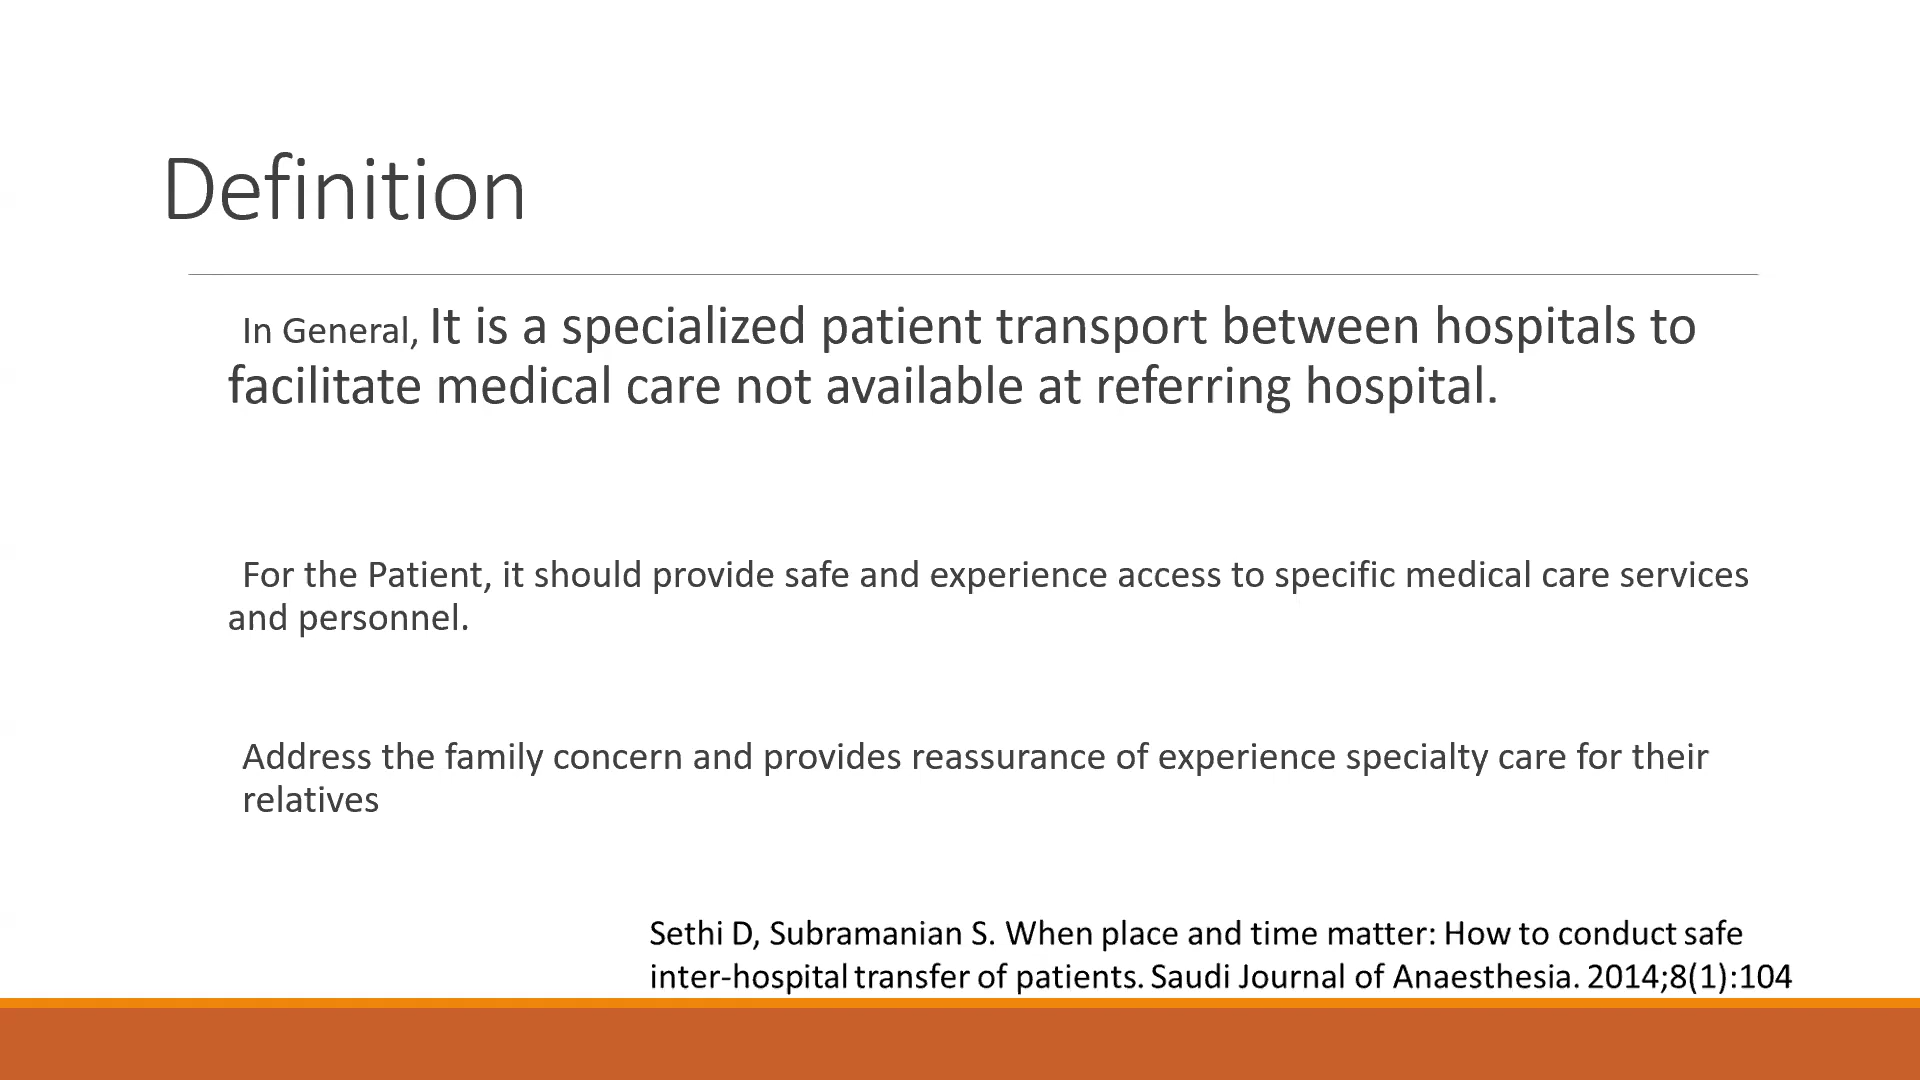 Definition
In General, It is a specialized patient transport between hospitals to
facilitate medical care not available at referring hospital.
For the Patient, it should provide safe and experience access to specific medical care services
and personnel.
Address the family concern and provides reassurance of experience specialty care for their
relatives
Sethi D, Subramanian S. When place and time matter: How to conduct safe
inter-hospital transfer of patients. Saudi Journal of Anaesthesia. 2014;8(1):104